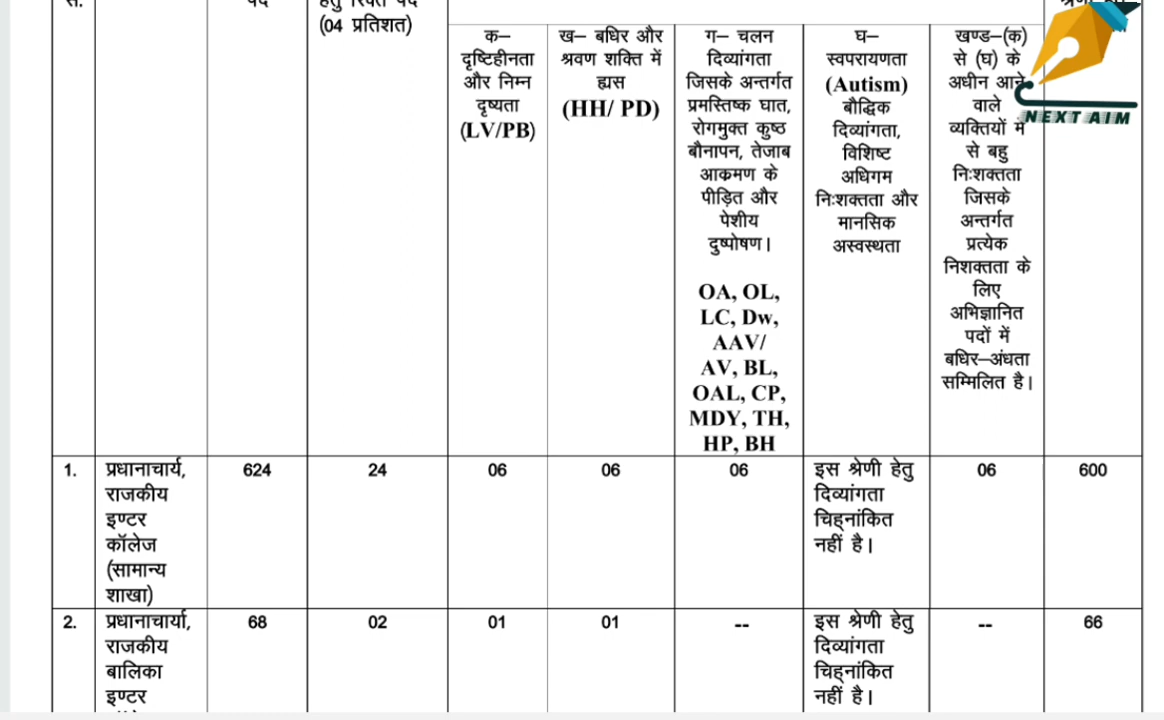 स.
पद
हेतु रिक्त पद
(04 प्रतिशत)
क–
दृष्टिहीनता
और निम्न
दृष्यता
(LV/PB)
ख– बधिर और
श्रवण शक्ति में
ह्यस
(HH/ PD)
ग– चलन
दिव्यांगता
जिसके अन्तर्गत
प्रमस्तिष्क घात,
रोगमुक्त कुष्ठ
बौनापन, तेजाब
आक्रमण के
पीड़ित और
पेशीय
दुष्पोषण।
OA, OL,
LC, Dw,
AAV/
AV, BL,
OAL, CP,
MDY, TH,
HP, BH
घ–
स्वपरायणता
(Autism)
बौद्धिक
दिव्यांगता,
विशिष्ट
अधिगम
निःशक्तता और
मानसिक
अस्वस्थता
खण्ड–(क)
से (घ) के
अधीन आने
वाले
व्यक्तियों में
से बहु
निःशक्तता
जिसके
अन्तर्गत
प्रत्येक
निशक्तता के
लिए
अभिज्ञानित
पदों में
बधिर–अंधता
सम्मिलित है।
NEXT AIM
1.
प्रधानाचार्य,
राजकीय
इण्टर
कॉलेज
(सामान्य
शाखा)
624
24
06
06
06
इस श्रेणी हेतु
दिव्यांगता
चिह्नांकित
नहीं है।
06
600
2.
प्रधानाचार्या,
राजकीय
बालिका
इण्टर
68
02
01
01
--
इस श्रेणी हेतु
दिव्यांगता
चिह्नांकित
नहीं है।
--
66